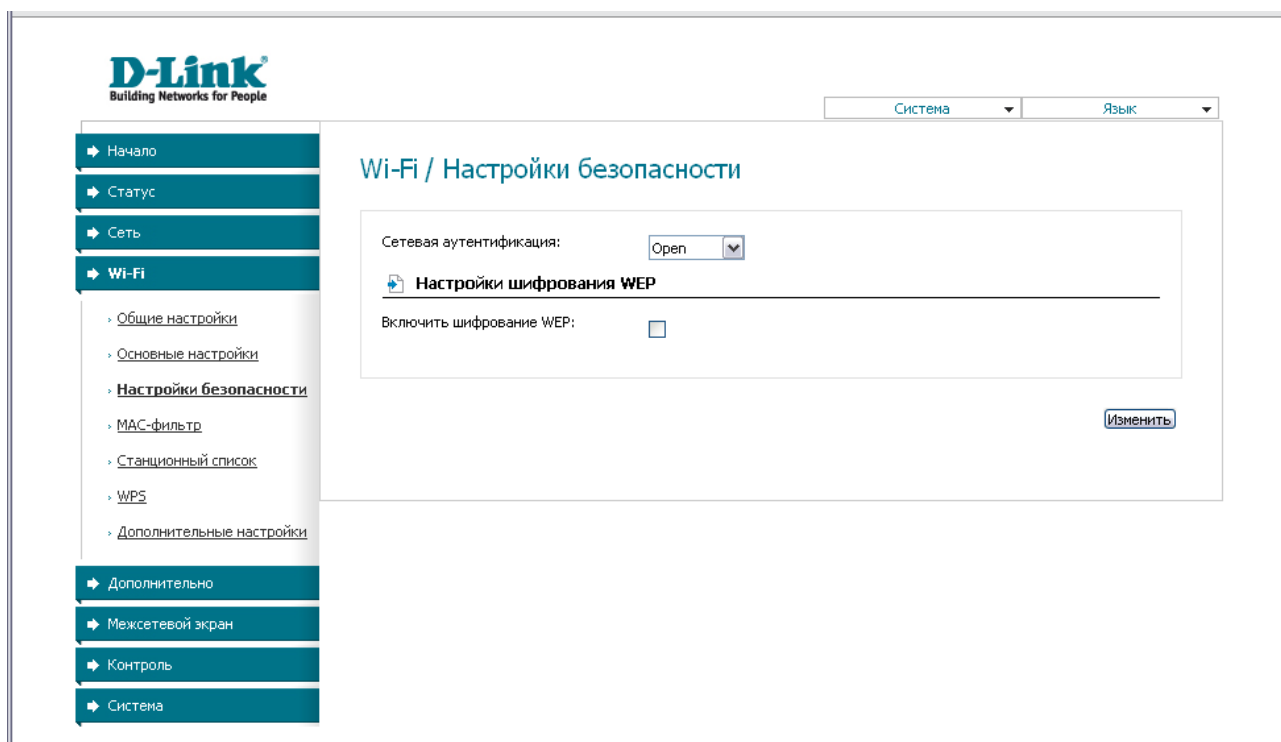 D-Link
Building Networks for People
Система
Язык
Начало
Статус
Сеть
Wi-Fi
Общие настройки
Основные настройки
Настройки безопасности
MAC-фильтр
Станционный список
WPS
Дополнительные настройки
Дополнительно
Межсетевой экран
Контроль
Система
Wi-Fi / Настройки безопасности
Сетевая аутентификация:
Open
Настройки шифрования WEP
Включить шифрование WEP:
Изменить